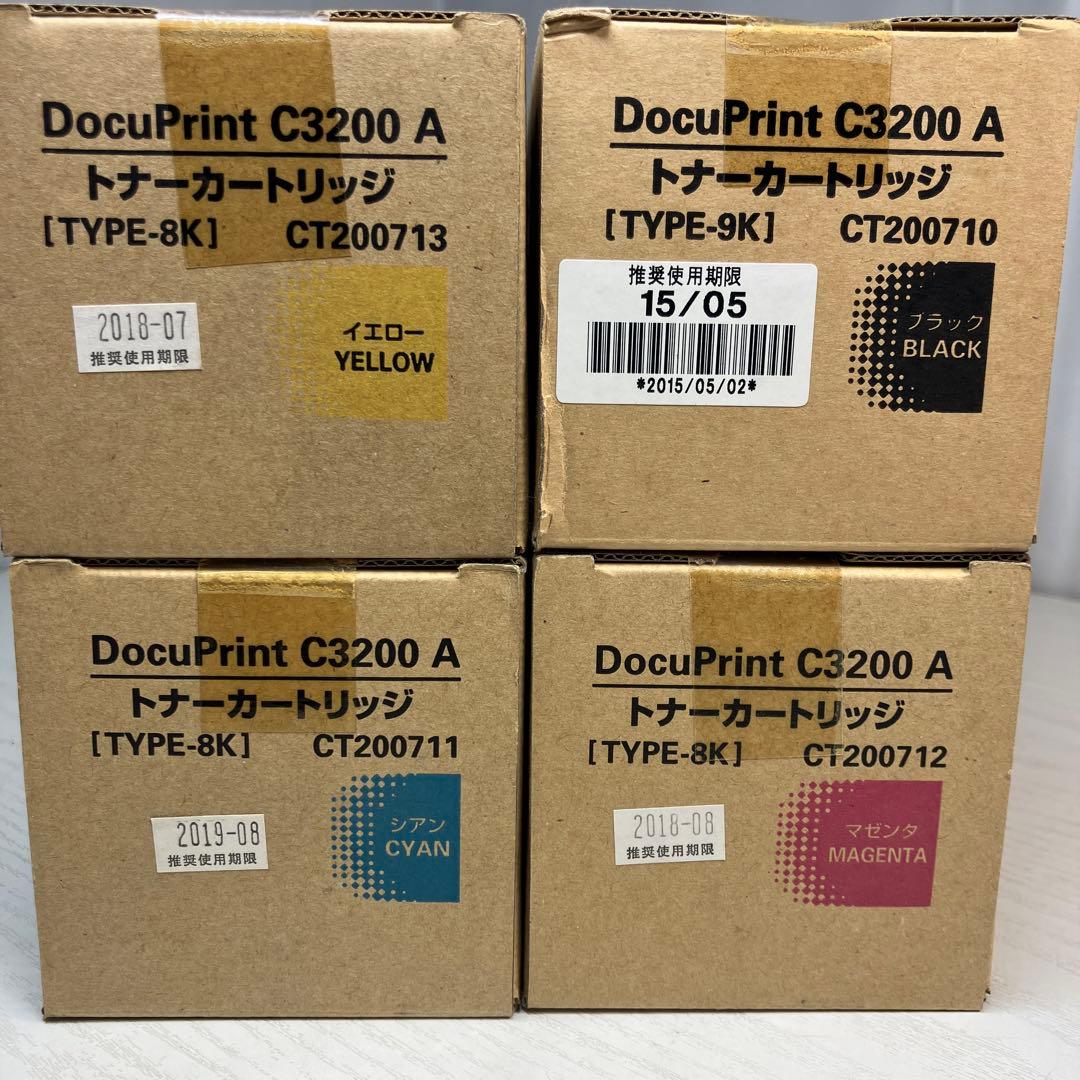 DocuPrint C3200 A
トナーカートリッジ
[TYPE-8K] CT200713
2018-07
推奨使用期限
イエロー
YELLOW
DocuPrint C3200 A
トナーカートリッジ
[TYPE-9K] CT200710
推奨使用期限
15/05
*2015/05/02*
ブラック
BLACK
DocuPrint C3200 A
トナーカートリッジ
[TYPE-8K] CT200711
2019-08
推奨使用期限
シアン
CYAN
DocuPrint C3200 A
トナーカートリッジ
[TYPE-8K] CT200712
2018-08
推奨使用期限
マゼンタ
MAGENTA